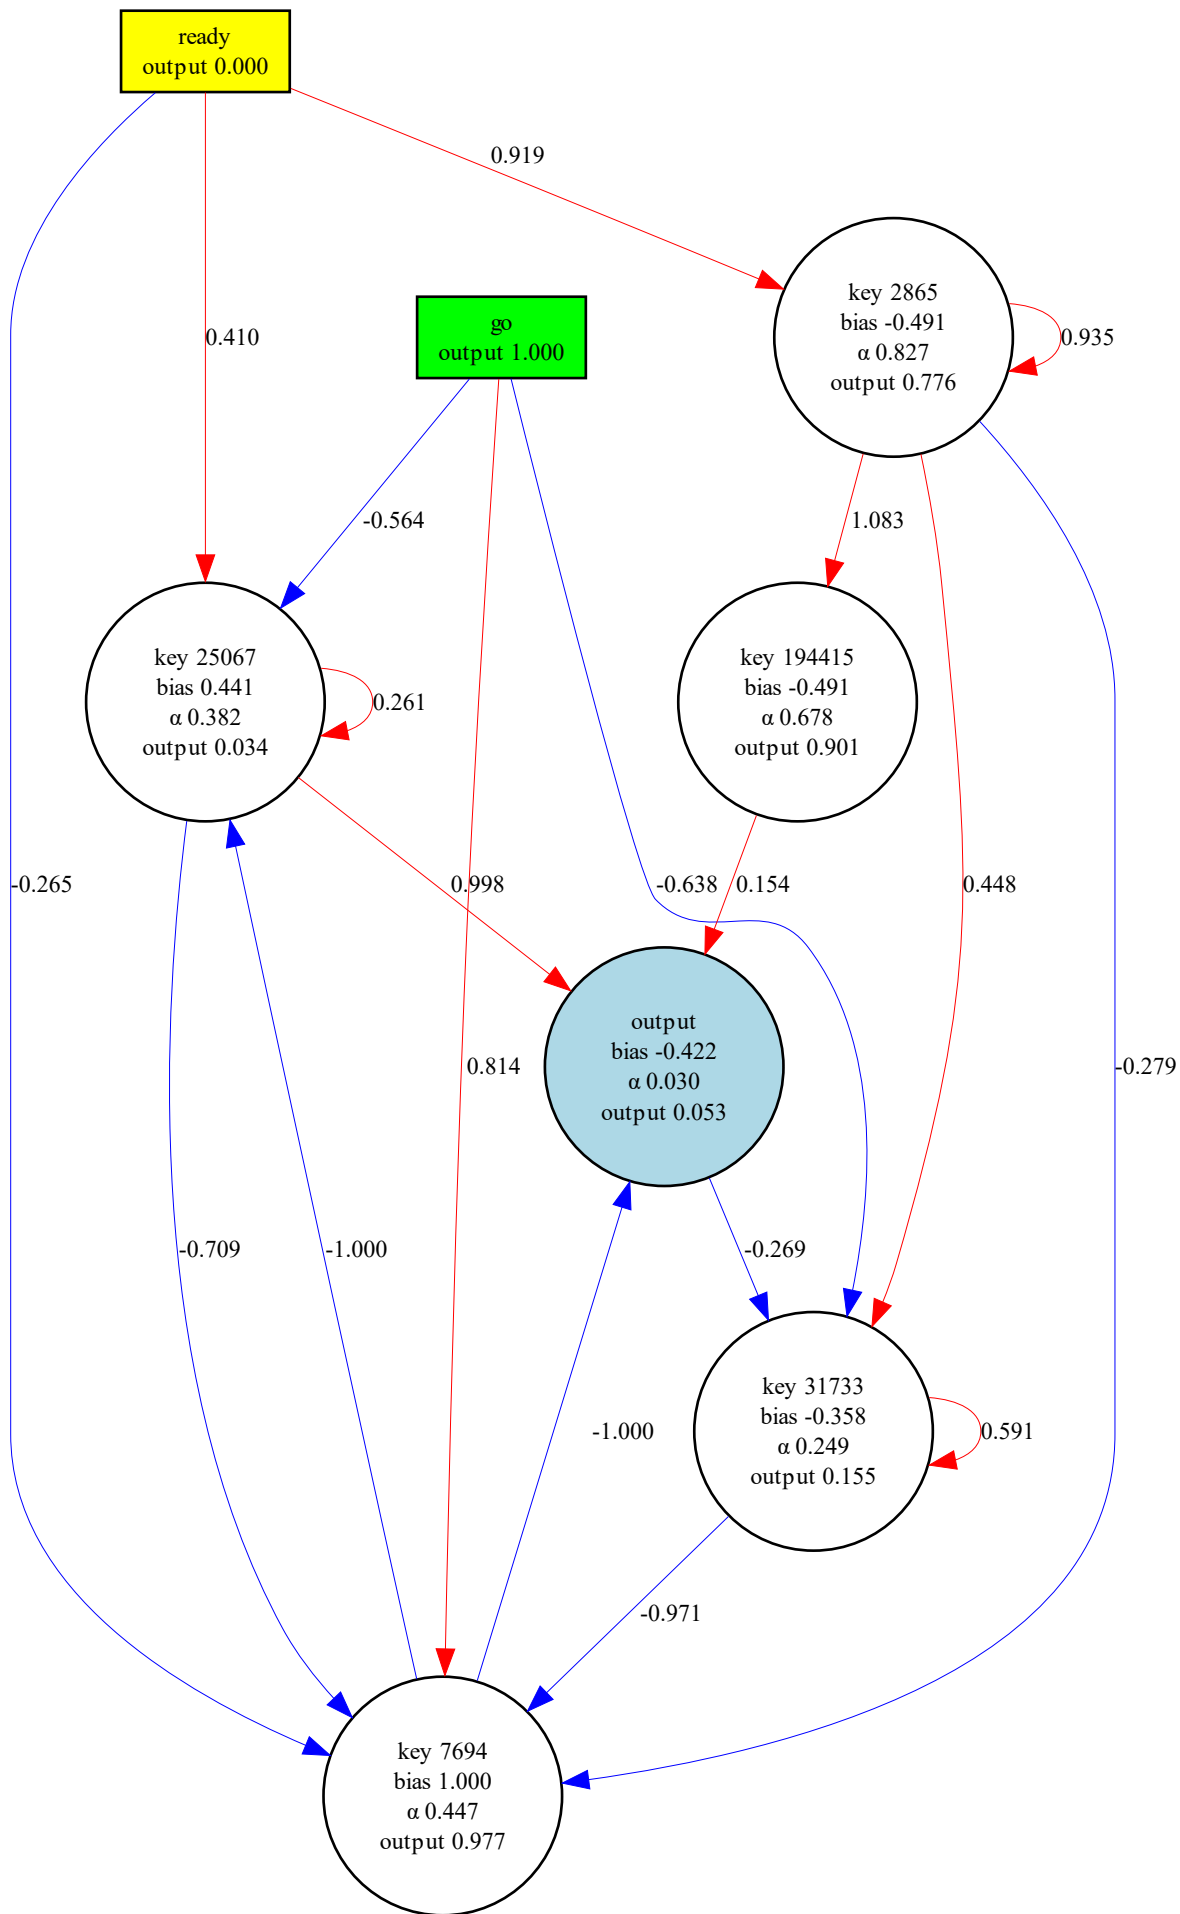 ready
output 0.000
0.919
key 2865
bias -0.491
α 0.827
output 0.776
0.935
go
output 1.000
0.410
-0.564
1.083
key 25067
bias 0.441
α 0.382
output 0.034
0.261
key 194415
bias -0.491
α 0.678
output 0.901
-0.265
0.998
-0.638
0.154
0.448
output
bias -0.422
α 0.030
output 0.053
0.814
-0.279
-0.709
-1.000
-0.269
-1.000
key 31733
bias -0.358
α 0.249
output 0.155
0.591
-0.971
key 7694
bias 1.000
α 0.447
output 0.977